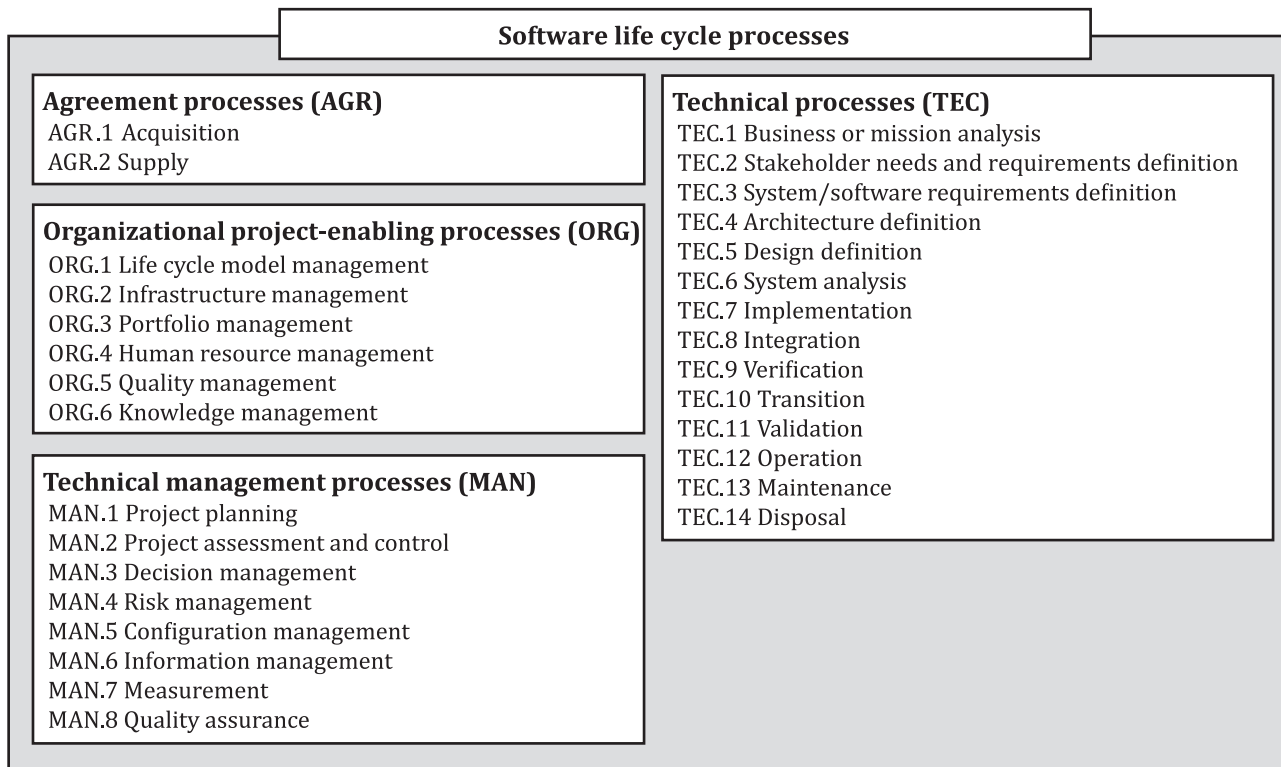 Software life cycle processes
Agreement processes (AGR)
AGR.1 Acquisition
AGR.2 Supply
Organizational project-enabling processes (ORG)
ORG.1 Life cycle model management
ORG.2 Infrastructure management
ORG.3 Portfolio management
ORG.4 Human resource management
ORG.5 Quality management
ORG.6 Knowledge management
Technical management processes (MAN)
MAN.1 Project planning
MAN.2 Project assessment and control
MAN.3 Decision management
MAN.4 Risk management
MAN.5 Configuration management
MAN.6 Information management
MAN.7 Measurement
MAN.8 Quality assurance
Technical processes (TEC)
TEC.1 Business or mission analysis
TEC.2 Stakeholder needs and requirements definition
TEC.3 System/software requirements definition
TEC.4 Architecture definition
TEC.5 Design definition
TEC.6 System analysis
TEC.7 Implementation
TEC.8 Integration
TEC.9 Verification
TEC.10 Transition
TEC.11 Validation
TEC.12 Operation
TEC.13 Maintenance
TEC.14 Disposal